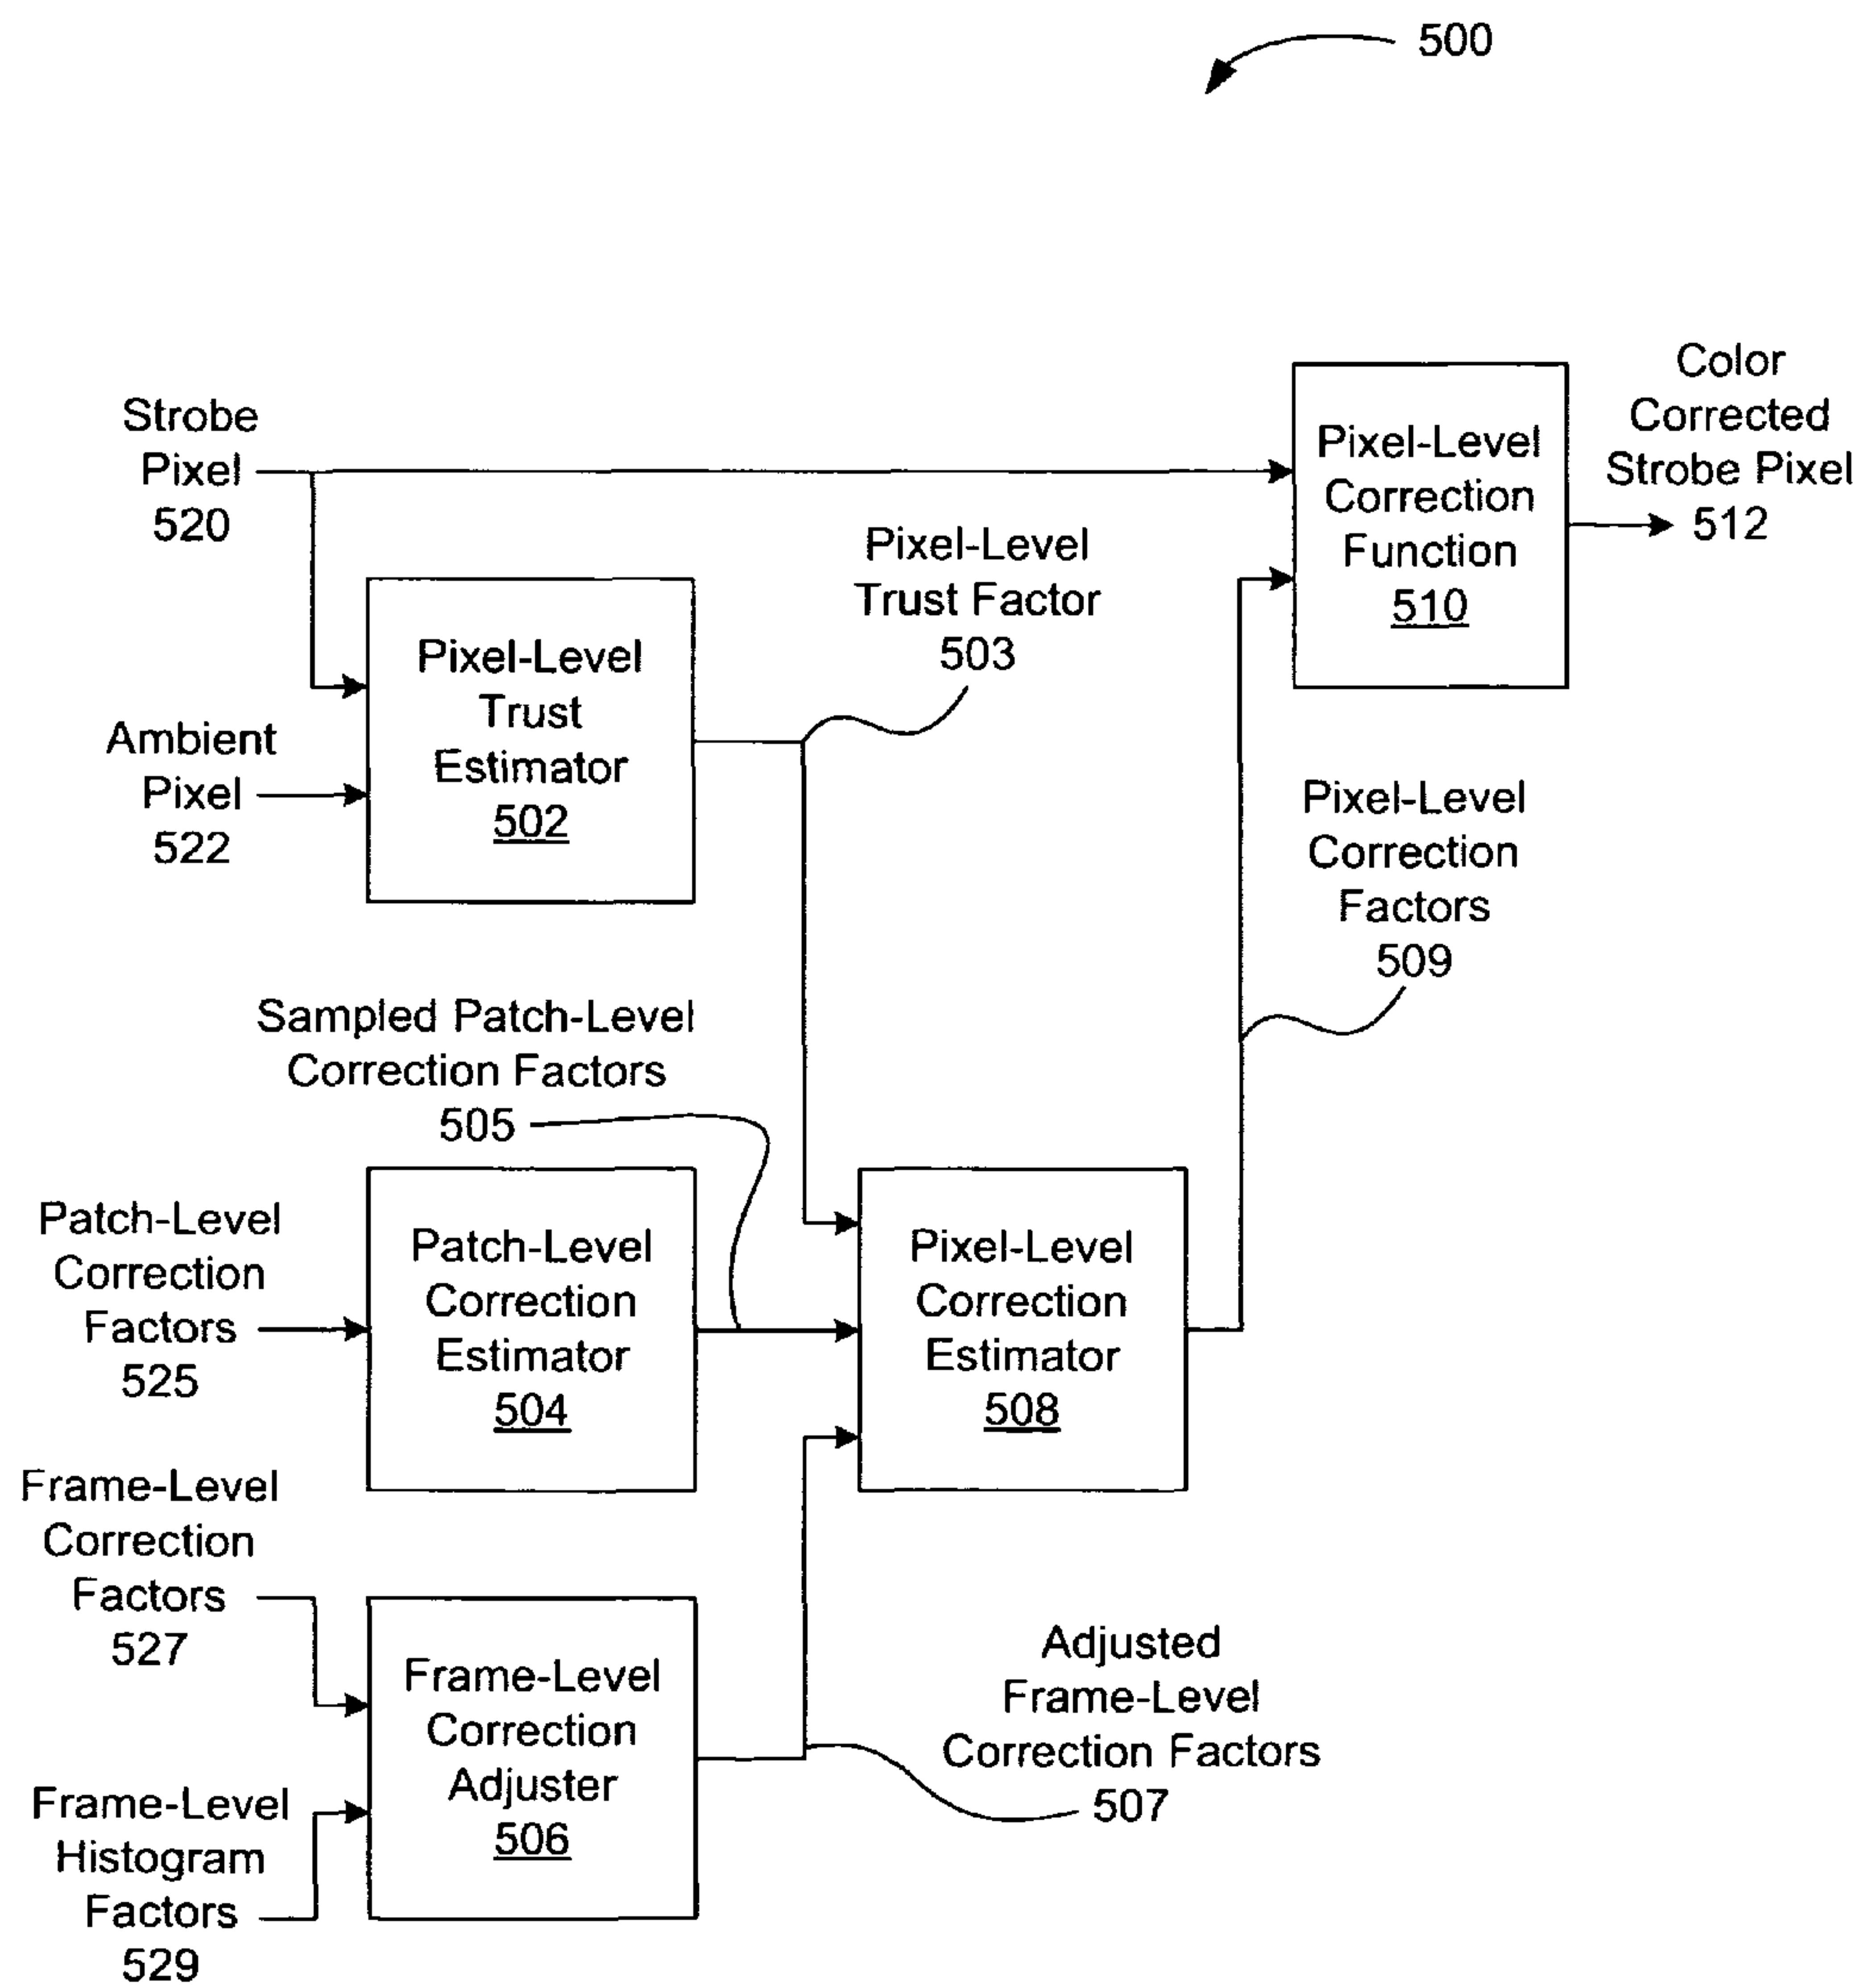 500
Strobe
Pixel
520
Ambient
Pixel
522
Pixel-Level
Trust
Estimator
502
Pixel-Level
Trust Factor
503
Pixel-Level
Correction
Function
510
Color
Corrected
Strobe Pixel
512
Pixel-Level
Correction
Factors
509
Sampled Patch-Level
Correction Factors
505
Patch-Level
Correction
Factors
525
Patch-Level
Correction
Estimator
504
Pixel-Level
Correction
Estimator
508
Frame-Level
Correction
Factors
527
Frame-Level
Histogram
Factors
529
Frame-Level
Correction
Adjuster
506
Adjusted
Frame-Level
Correction Factors
507